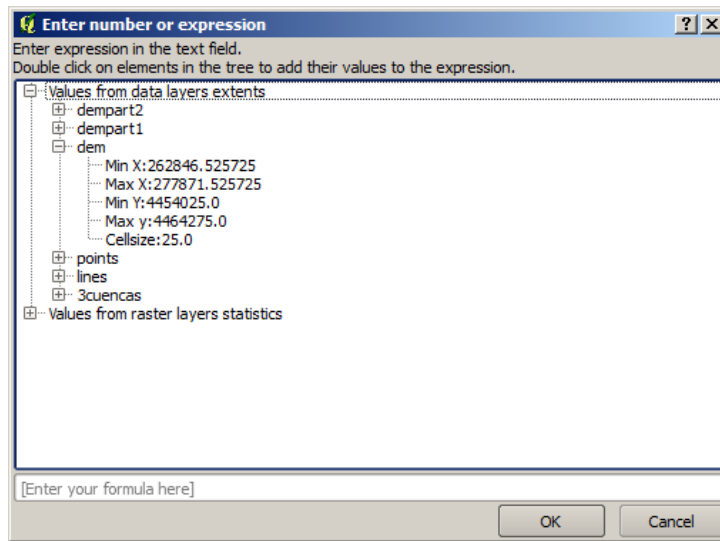 Enter number or expression
Enter expression in the text field.
Double click on elements in the tree to add their values to the expression.
Values from data layers extents
dempart2
dempart1
dem
Min X:262846.525725
Max X:277871.525725
Min Y:4454025.0
Max y:4464275.0
Cellsize:25.0
points
lines
3cuencas
Values from raster layers statistics
[Enter your formula here]
OK Cancel